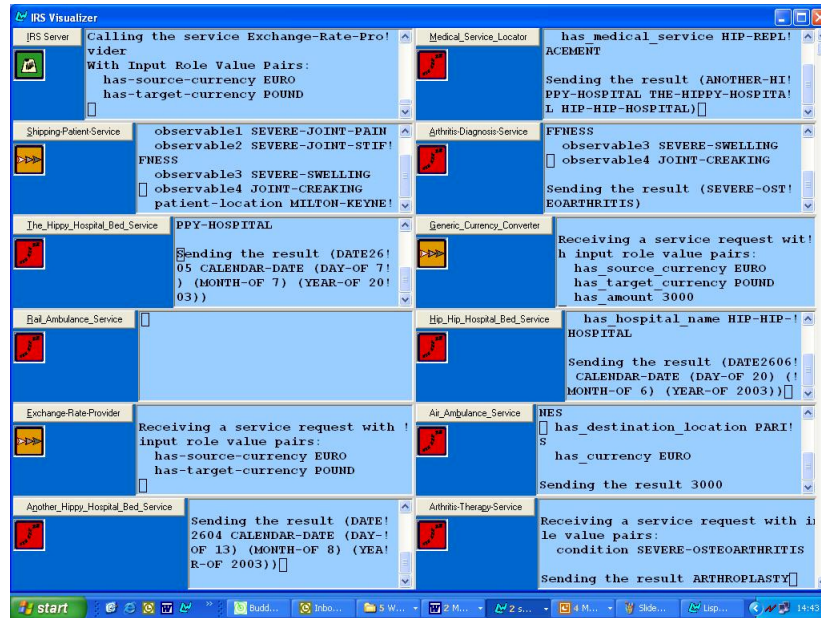 IRS Visualizer
IRS Server
Calling the service Exchange-Rate-Pro!
vider
With Input Role Value Pairs:
has-source-currency EURO
has-target-currency POUND
Medical_Service_Locator
has_medical_service HIP-REPL!
ACEMENT
Sending the result (ANOTHER-HI!
PPY-HOSPITAL THE-HIPPY-HOSPITA!
L HIP-HIP-HOSPITAL)
Shipping-Patient-Service
observable1 SEVERE-JOINT-PAIN
observable2 SEVERE-JOINT-STIF!
FNESS
observable3 SEVERE-SWELLING
observable4 JOINT-CREAKING
patient-location MILTON-KEYNE!
Arthritis-Diagnosis-Service
FFNESS
observable3 SEVERE-SWELLING
observable4 JOINT-CREAKING
Sending the result (SEVERE-OST!
EOARTHRITIS)
The_Hippy_Hospital_Bed_Service
PPY-HOSPITAL
Sending the result (DATE26!
05 CALENDAR-DATE (DAY-OF 7!
) (MONTH-OF 7) (YEAR-OF 20!
03))
Generic_Currency_Converter
Receiving a service request wit!
h input role value pairs:
has_source_currency EURO
has_target_currency POUND
has_amount 3000
Rail_Ambulance_Service
Hip_Hip_Hospital_Bed_Service
has_hospital_name HIP-HIP-!
HOSPITAL
Sending the result (DATE2606!
CALENDAR-DATE (DAY-OF 20) (!
MONTH-OF 6) (YEAR-OF 2003))
Exchange-Rate-Provider
Receiving a service request with !
input role value pairs:
has-source-currency EURO
has-target-currency POUND
Air_Ambulance_Service
NES
has_destination_location PARI!
S
has_currency EURO
Sending the result 3000
Another_Hippy_Hospital_Bed_Service
Sending the result (DATE!
2604 CALENDAR-DATE (DAY-!
OF 13) (MONTH-OF 8) (YEA!
R-OF 2003))
Arthritis-Therapy-Service
Receiving a service request with i
le value pairs:
condition SEVERE-OSTEOARTHRITIS
Sending the result ARTHROPLASTY
start
Budd...
Inbo...
5 W...
2 M...
2 s...
4 M...
Slide...
Lisp...
14:43